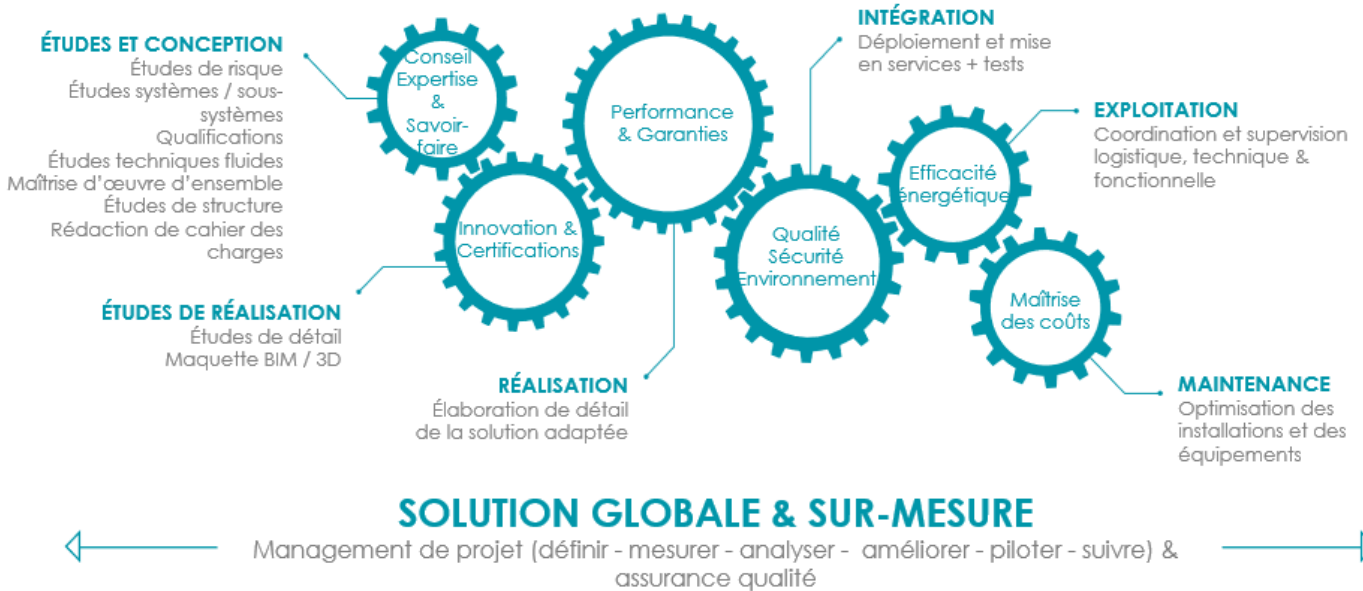 ÉTUDES ET CONCEPTION
Études de risque
Études systèmes / sous-
systèmes
Qualifications
Études techniques fluides
Maîtrise d'œuvre d'ensemble
Études de structure
Rédaction de cahier des
charges
Conseil
Expertise
&
Savoir-
faire
ÉTUDES DE RÉALISATION
Études de détail
Maquette BIM / 3D
Innovation &
Certifications
Performance
& Garanties
RÉALISATION
Élaboration de détail
de la solution adaptée
INTÉGRATION
Déploiement et mise
en services + tests
Qualité
Sécurité
Environnement
EXPLOITATION
Coordination et supervision
logistique, technique &
fonctionnelle
Efficacité
énergétique
Maîtrise
des coûts
MAINTENANCE
Optimisation des
installations et des
équipements
SOLUTION GLOBALE & SUR-MESURE
Management de projet (définir - mesurer - analyser - améliorer - piloter - suivre) &
assurance qualité